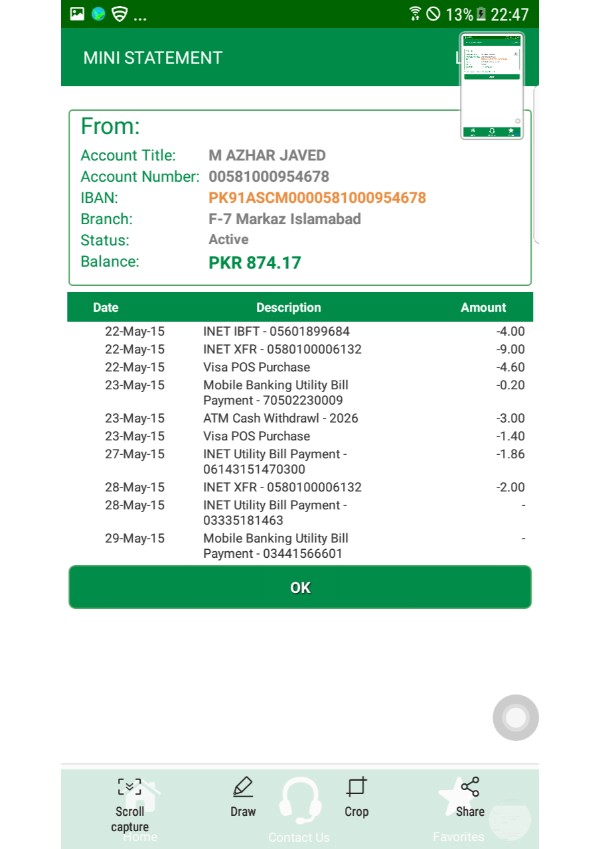 ... 13% 22:47
MINI STATEMENT
From:
Account Title: M AZHAR JAVED
Account Number: 00581000954678
IBAN: PK91ASCM0000581000954678
Branch: F-7 Markaz Islamabad
Status: Active
Balance: PKR 874.17
Date Description Amount
22-May-15 INET IBFT - 05601899684 -4.00
22-May-15 INET XFR - 0580100006132 -9.00
22-May-15 Visa POS Purchase -4.60
23-May-15 Mobile Banking Utility Bill -0.20
Payment - 70502230009
23-May-15 ATM Cash Withdrawl - 2026 -3.00
23-May-15 Visa POS Purchase -1.40
27-May-15 INET Utility Bill Payment - -1.86
06143151470300
28-May-15 INET XFR - 0580100006132 -2.00
28-May-15 INET Utility Bill Payment - -
03335181463
29-May-15 Mobile Banking Utility Bill -
Payment - 03441566601
OK
Scroll Draw Crop Share
capture
Home Contact Us Favorites